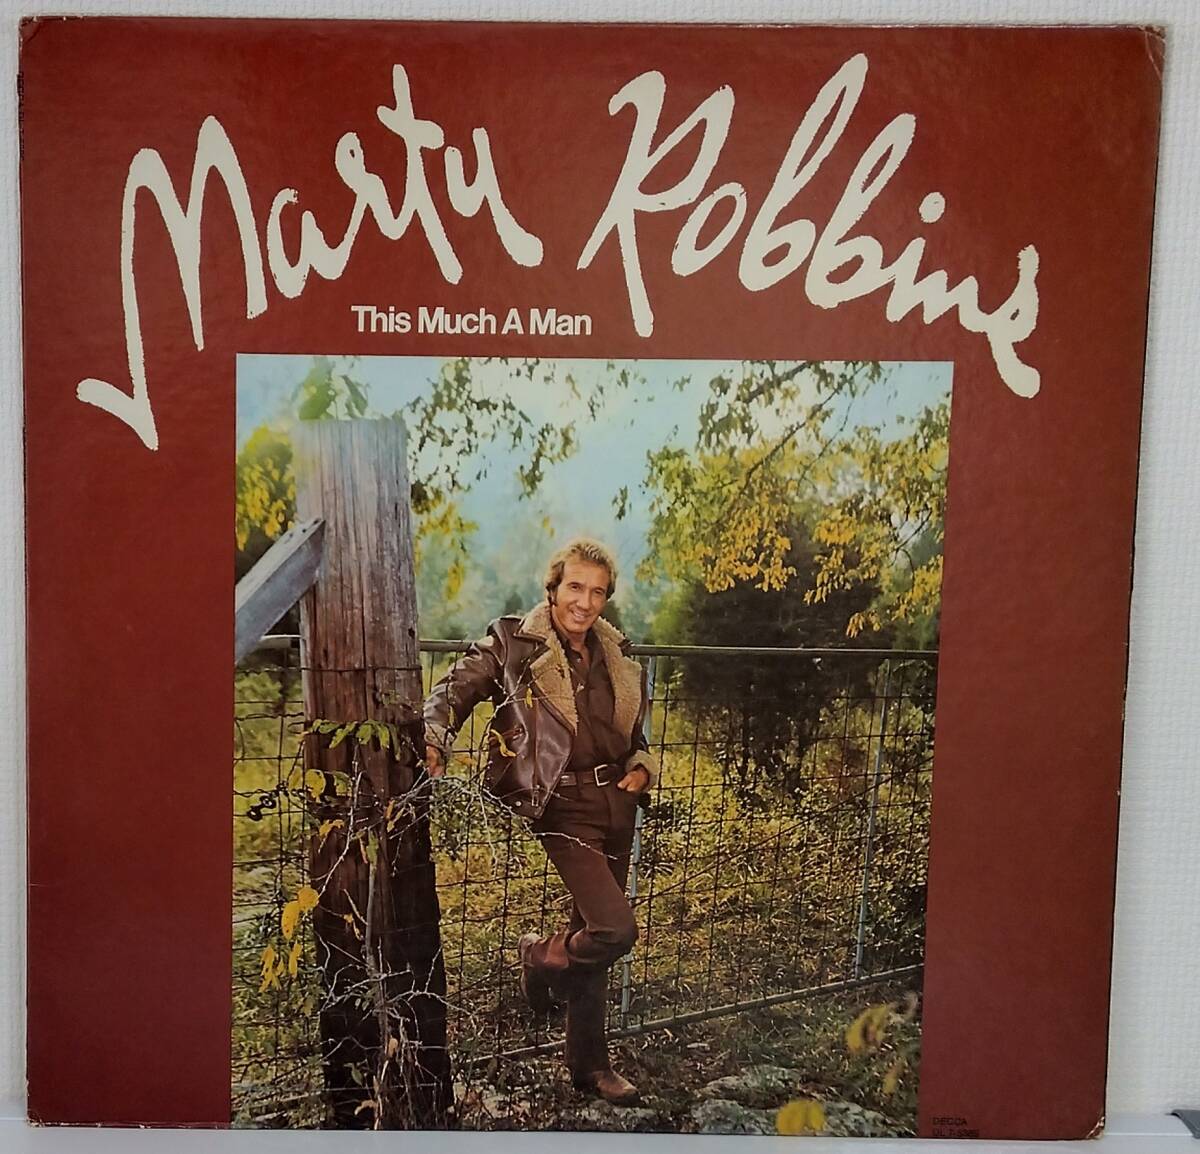 Marty Robbins
This Much A Man
DECCA